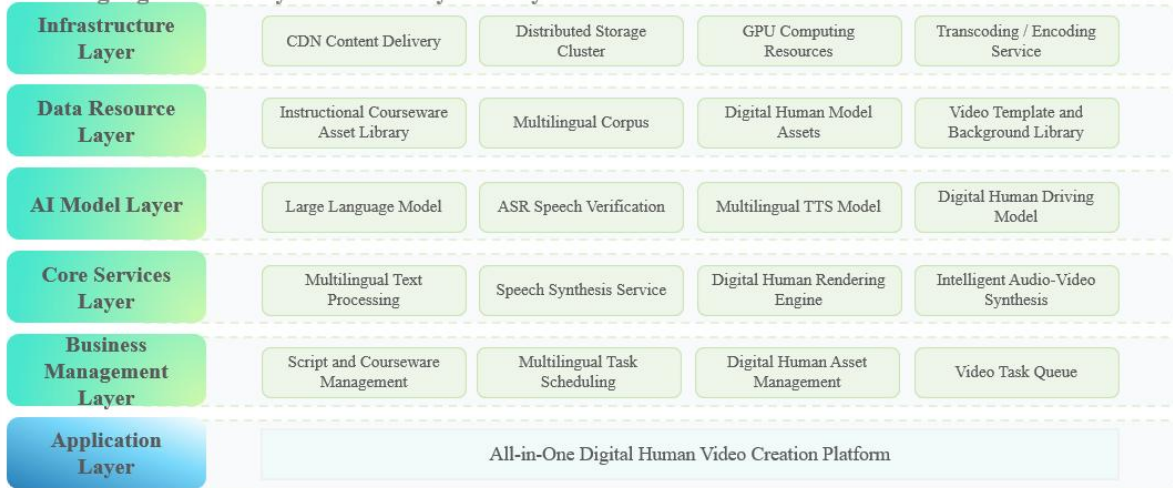 Infrastructure
Layer
CDN Content Delivery
Distributed Storage
Cluster
GPU Computing
Resources
Transcoding / Encoding
Service
Data Resource
Layer
Instructional Courseware
Asset Library
Multilingual Corpus
Digital Human Model
Assets
Video Template and
Background Library
AI Model Layer
Large Language Model
ASR Speech Verification
Multilingual TTS Model
Digital Human Driving
Model
Core Services
Layer
Multilingual Text
Processing
Speech Synthesis Service
Digital Human Rendering
Engine
Intelligent Audio-Video
Synthesis
Business
Management
Layer
Script and Courseware
Management
Multilingual Task
Scheduling
Digital Human Asset
Management
Video Task Queue
Application
Layer
All-in-One Digital Human Video Creation Platform